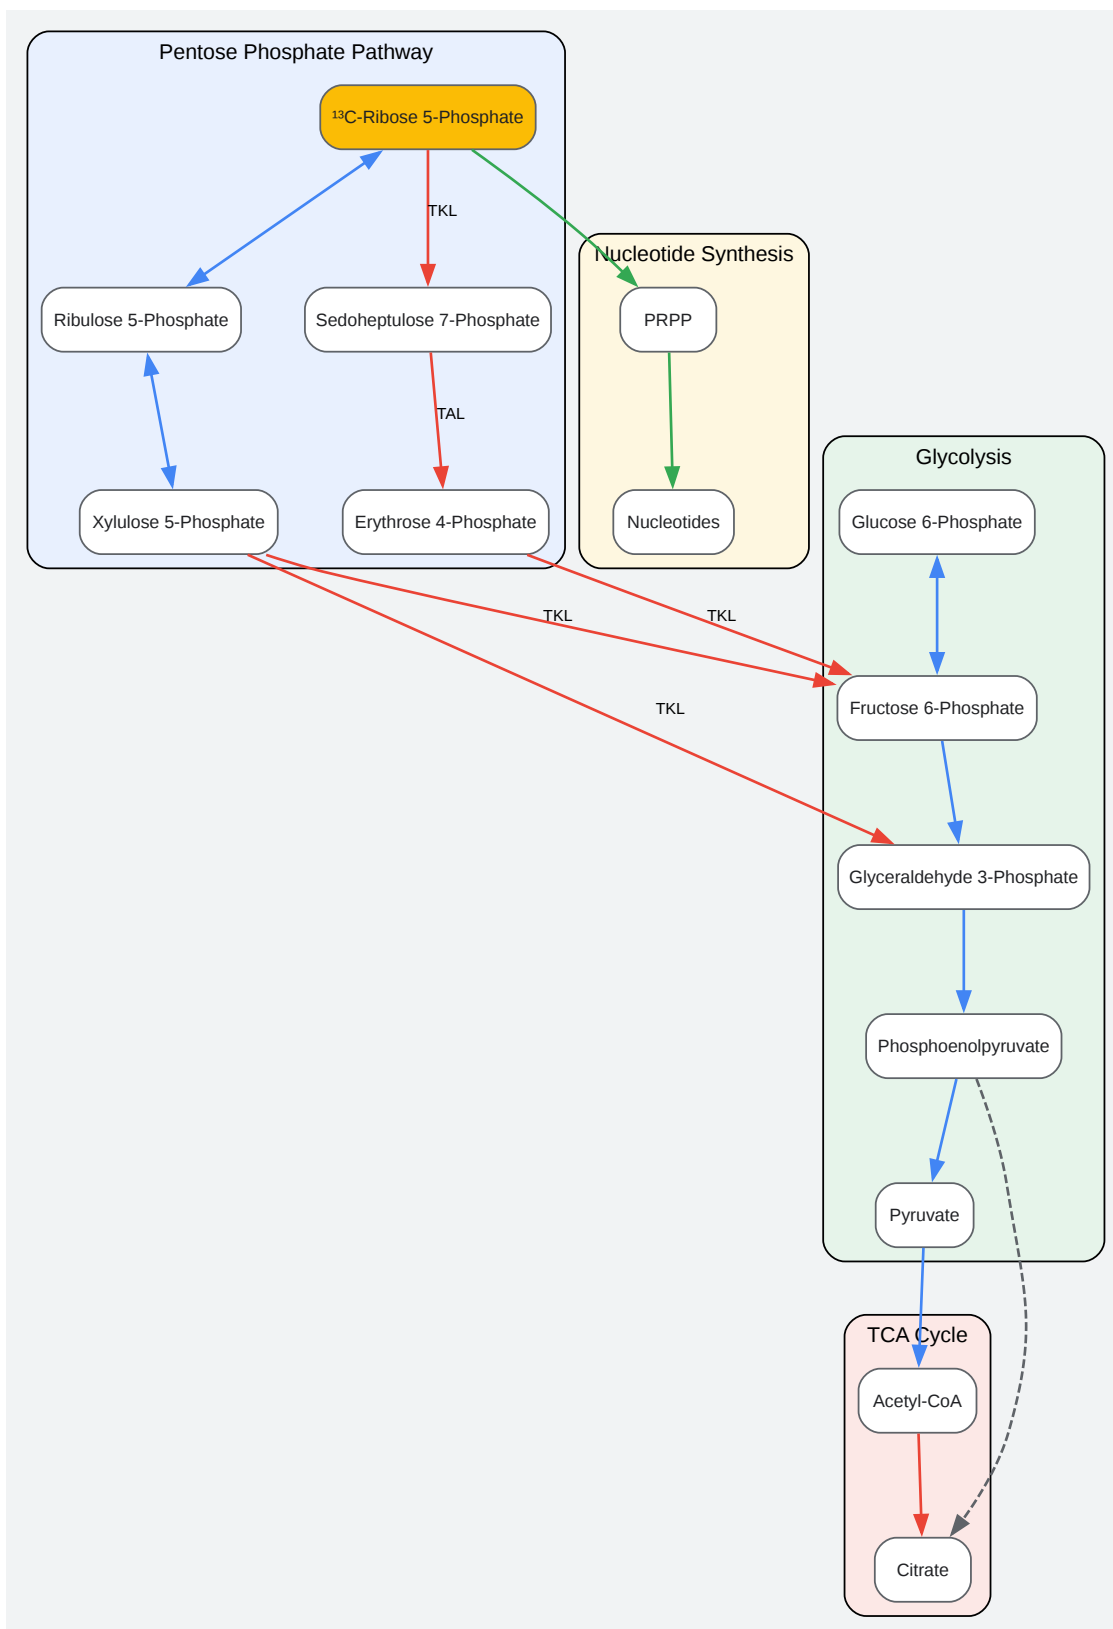 Pentose Phosphate Pathway
¹³C-Ribose 5-Phosphate
TKL
Nucleotide Synthesis
Ribulose 5-Phosphate
Sedoheptulose 7-Phosphate
PRPP
TAL
Glycolysis
Xylulose 5-Phosphate
Erythrose 4-Phosphate
Nucleotides
Glucose 6-Phosphate
TKL
TKL
TKL
Fructose 6-Phosphate
Glyceraldehyde 3-Phosphate
Phosphoenolpyruvate
Pyruvate
TCA Cycle
Acetyl-CoA
Citrate